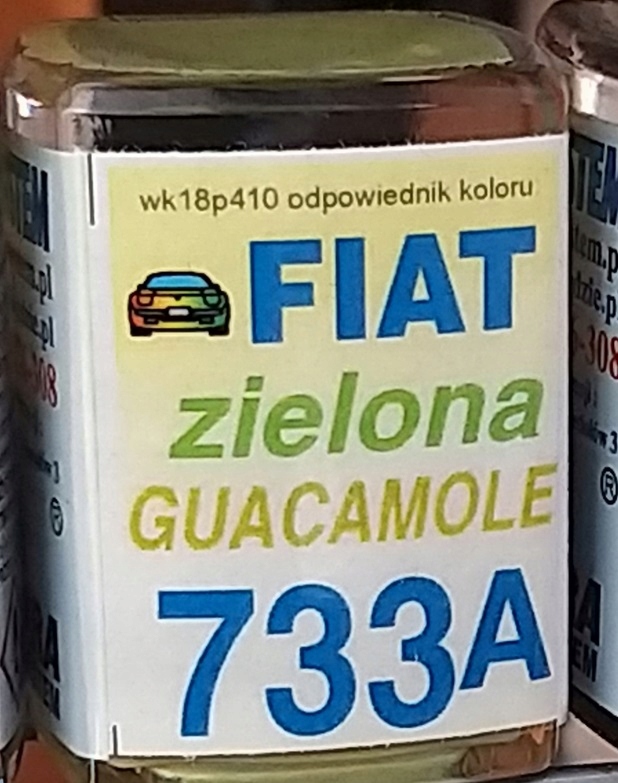 wk18p410 odpowiednik koloru
FIAT
zielona
GUACAMOLE
733A